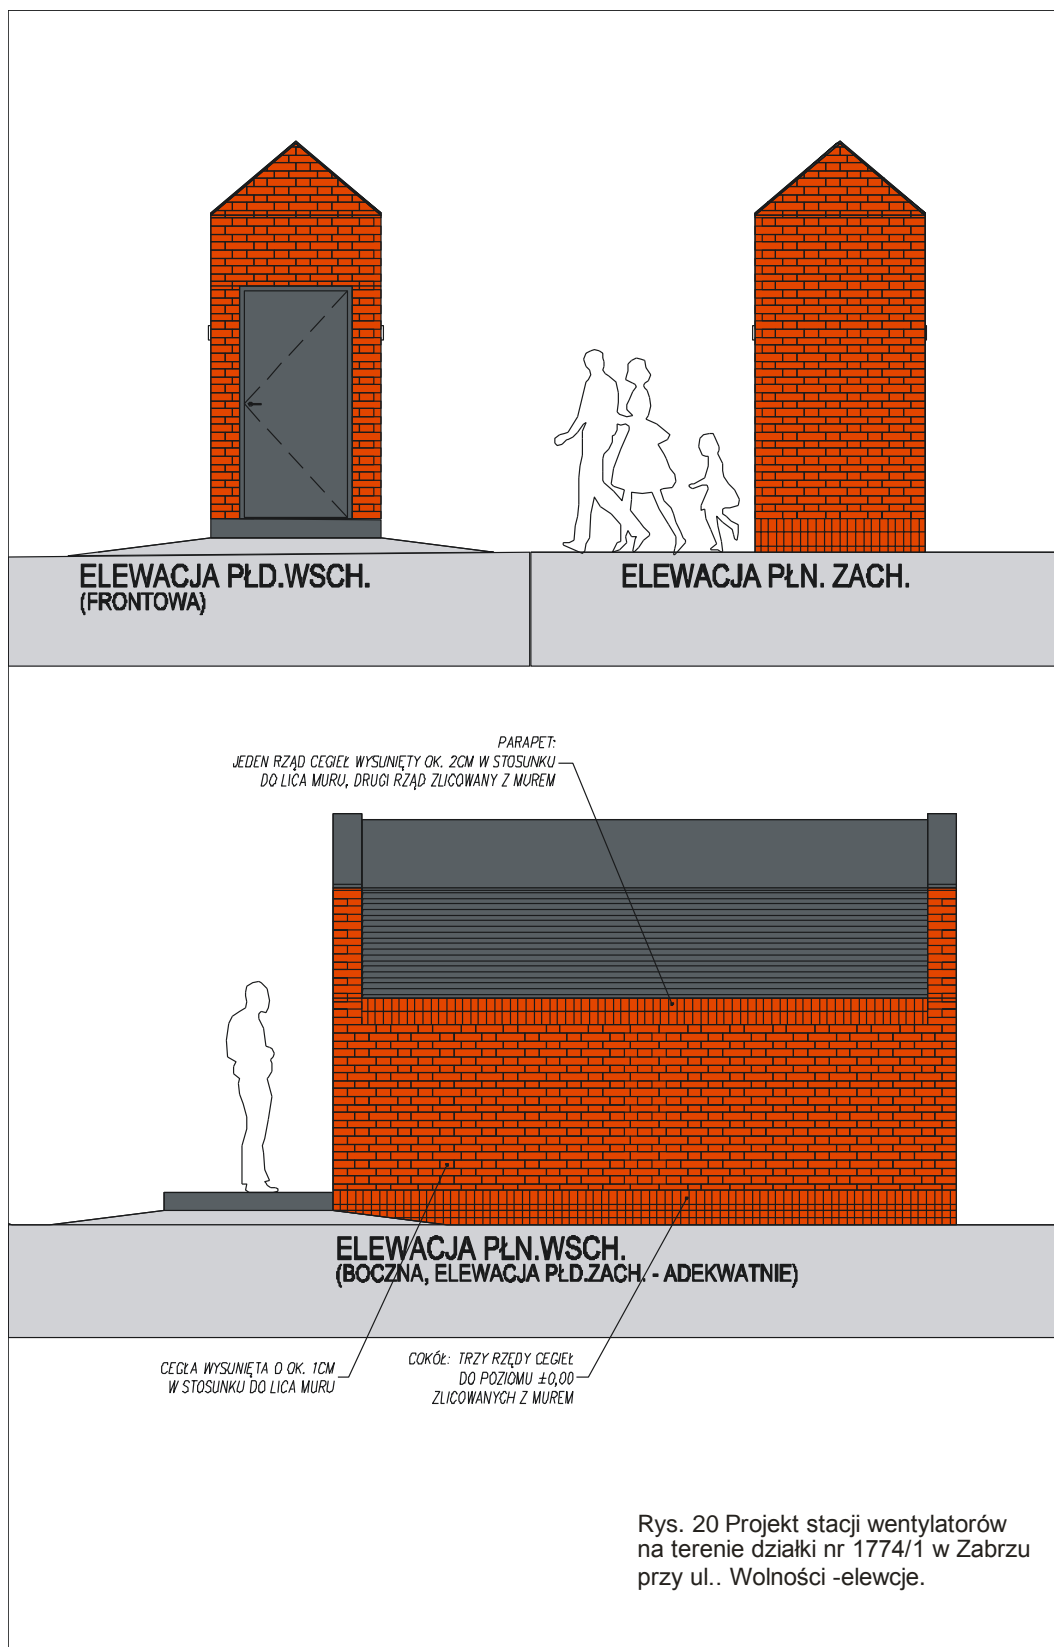 ELEWACJA PŁD.WSCH.
(FRONTOWA)
ELEWACJA PŁN. ZACH.
PARAPET:
JEDEN RZĄD CEGIEŁ WYSUNIĘTY OK. 2CM W STOSUNKU
DO LICA MURU, DRUGI RZĄD ZLICOWANY Z MUREM
ELEWACJA PŁN.WSCH.
(BOCZNA, ELEWACJA PŁD.ZACH. - ADEKWATNIE)
CEGŁA WYSUNIĘTA O OK. 1CM
W STOSUNKU DO LICA MURU
COKÓŁ: TRZY RZĘDY CEGIEŁ
DO POZIOMU ±0,00
ZLICOWANYCH Z MUREM
Rys. 20 Projekt stacji wentylatorów
na terenie działki nr 1774/1 w Zabrzu
przy ul.. Wolności -elewcje.